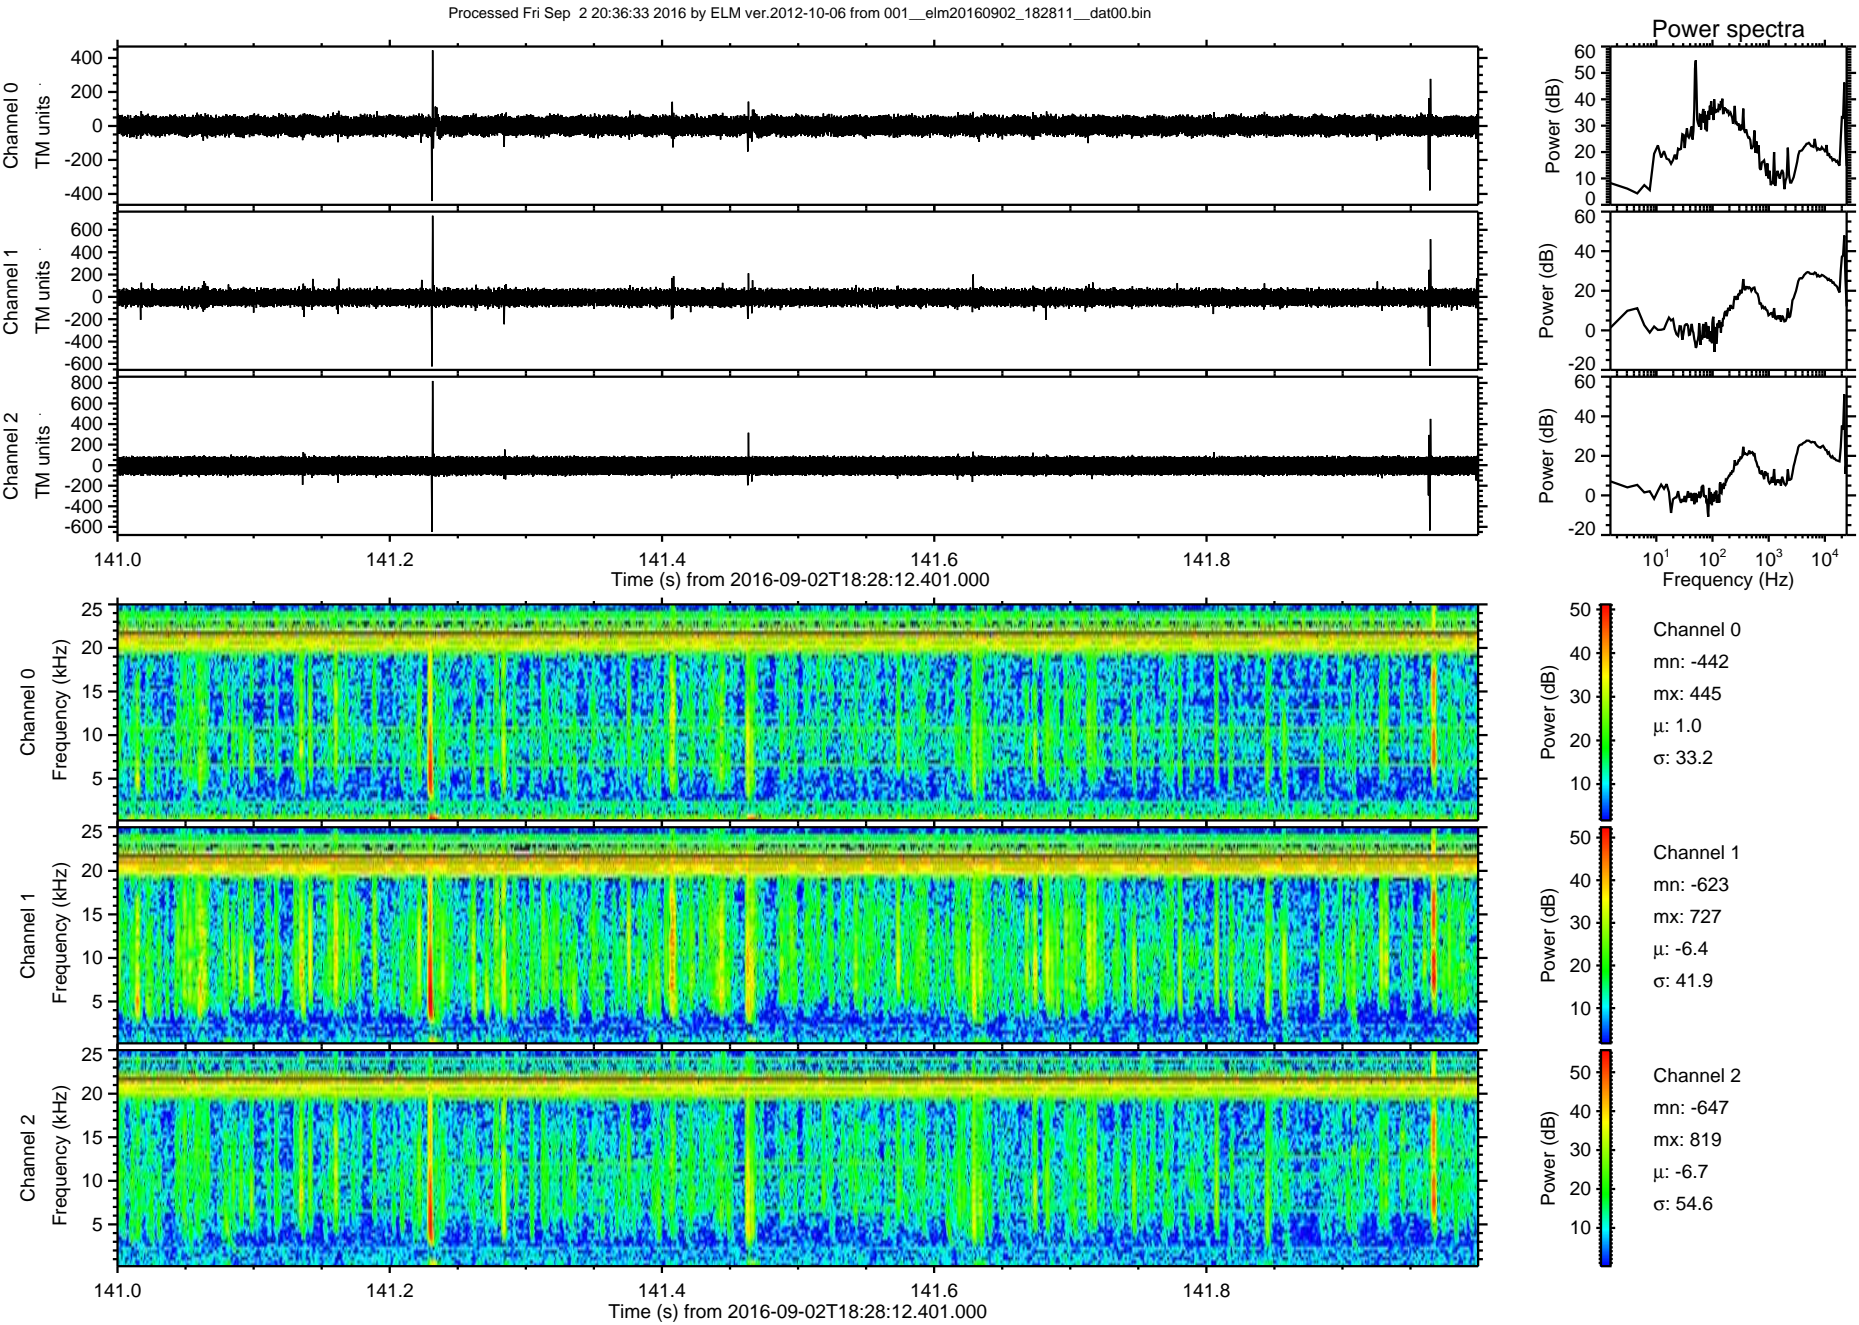 Processed Fri Sep  2 20:36:33 2016 by ELM ver.2012-10-06 from 001__elm20160902_182811__dat00.bin
Power spectra
Channel 0
TM units
400
200
0
-200
-400
Power (dB)
60
50
40
30
20
10
0
Channel 1
TM units
600
400
200
0
-200
-400
-600
Power (dB)
60
40
20
0
-20
Channel 2
TM units
800
600
400
200
0
-200
-400
-600
Power (dB)
60
40
20
0
-20
141.0 141.2 141.4 141.6 141.8
Time (s) from 2016-09-02T18:28:12.401.000
10¹ 10² 10³ 10⁴
Frequency (Hz)
Channel 0
Frequency (kHz)
25
20
15
10
5
Power (dB)
50
40
30
20
10
Channel 0
mn: -442
mx: 445
μ: 1.0
σ: 33.2
Channel 1
Frequency (kHz)
25
20
15
10
5
Power (dB)
50
40
30
20
10
Channel 1
mn: -623
mx: 727
μ: -6.4
σ: 41.9
Channel 2
Frequency (kHz)
25
20
15
10
5
Power (dB)
50
40
30
20
10
Channel 2
mn: -647
mx: 819
μ: -6.7
σ: 54.6
141.0 141.2 141.4 141.6 141.8
Time (s) from 2016-09-02T18:28:12.401.000